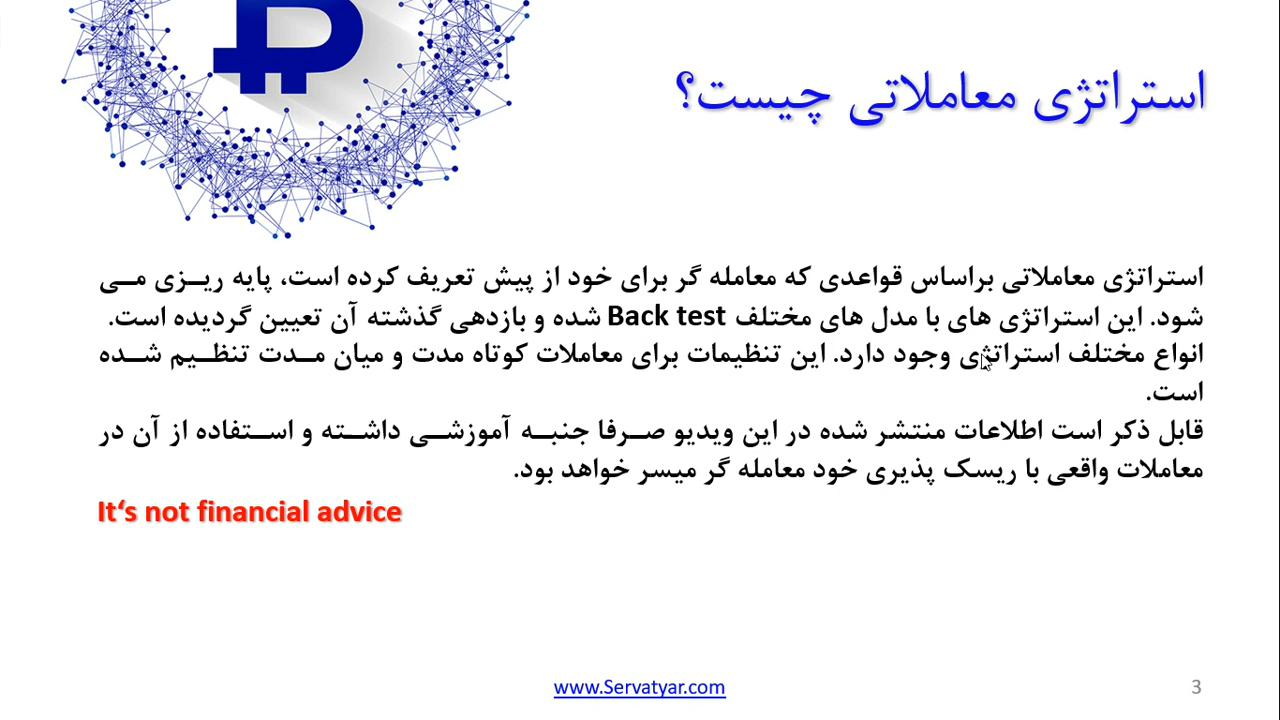 استراتژی معاملاتی چیست؟
استراتژی معاملاتی براساس قواعدی که معامله گر برای خود از پیش تعریف کرده است، پایه ریـزی مـی
شود. این استراتژی های با مدل های مختلف Back test شده و بازدهی گذشته آن تعیین گردیده است.
انواع مختلف استراتژی وجود دارد. این تنظیمات برای معاملات کوتاه مدت و میان مـدت تنظـیم شـده
است.
قابل ذکر است اطلاعات منتشر شده در این ویدیو صـرفا جنبـه آموزشـی داشـته و اسـتفاده از آن در
معاملات واقعی با ریسک پذیری خود معامله گر میسر خواهد بود.
It‘s not financial advice
www.Servatyar.com
3